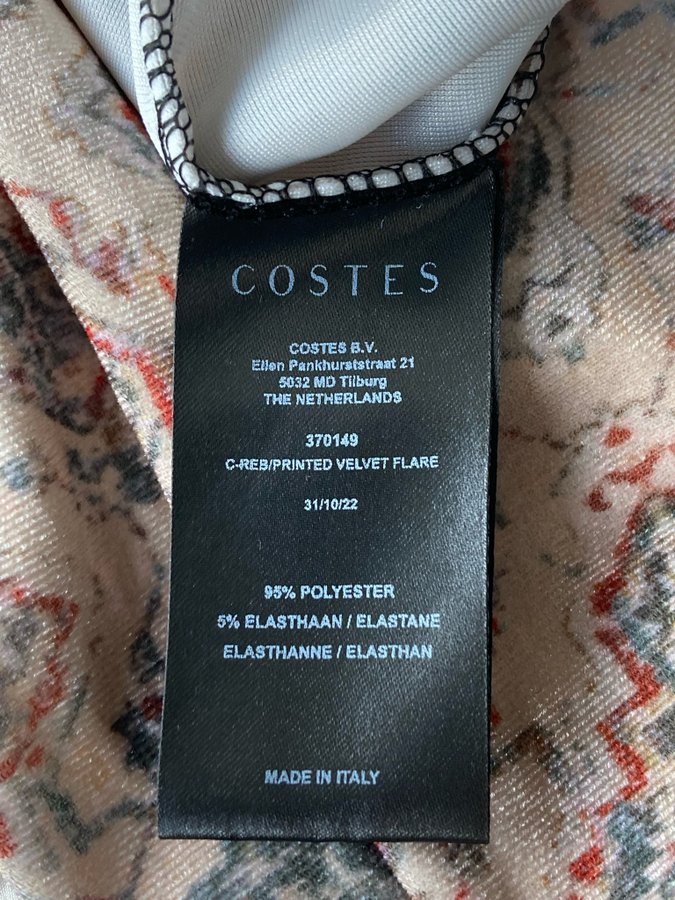 COSTES
COSTES B.V.
Ellen Pankhurststraat 21
5032 MD Tilburg
THE NETHERLANDS
370149
C-REB/PRINTED VELVET FLARE
31/10/22
95% POLYESTER
5% ELASTHAAN / ELASTANE
ELASTHANNE / ELASTHAN
MADE IN ITALY